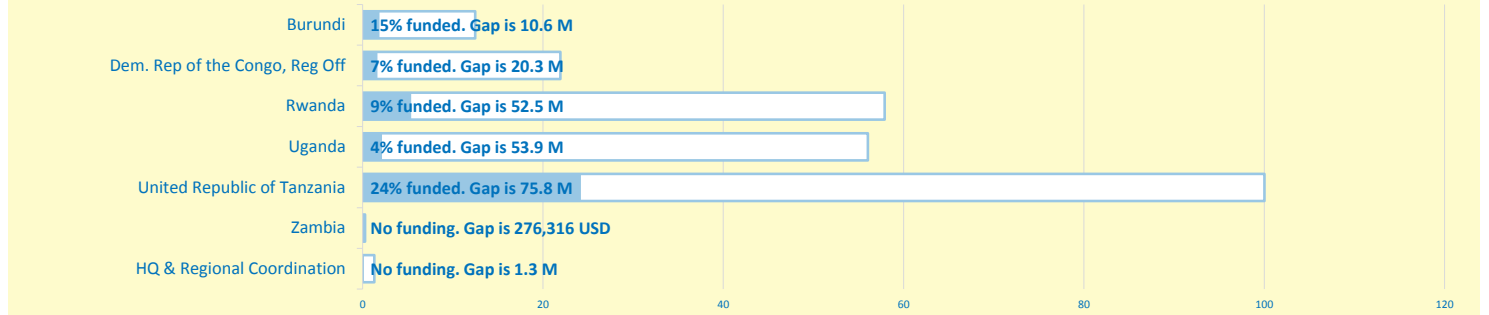 Burundi 15% funded. Gap is 10.6 M
Dem. Rep of the Congo, Reg Off 7% funded. Gap is 20.3 M
Rwanda 9% funded. Gap is 52.5 M
Uganda 4% funded. Gap is 53.9 M
United Republic of Tanzania 24% funded. Gap is 75.8 M
Zambia No funding. Gap is 276,316 USD
HQ & Regional Coordination No funding. Gap is 1.3 M
0 20 40 60 80 100 120